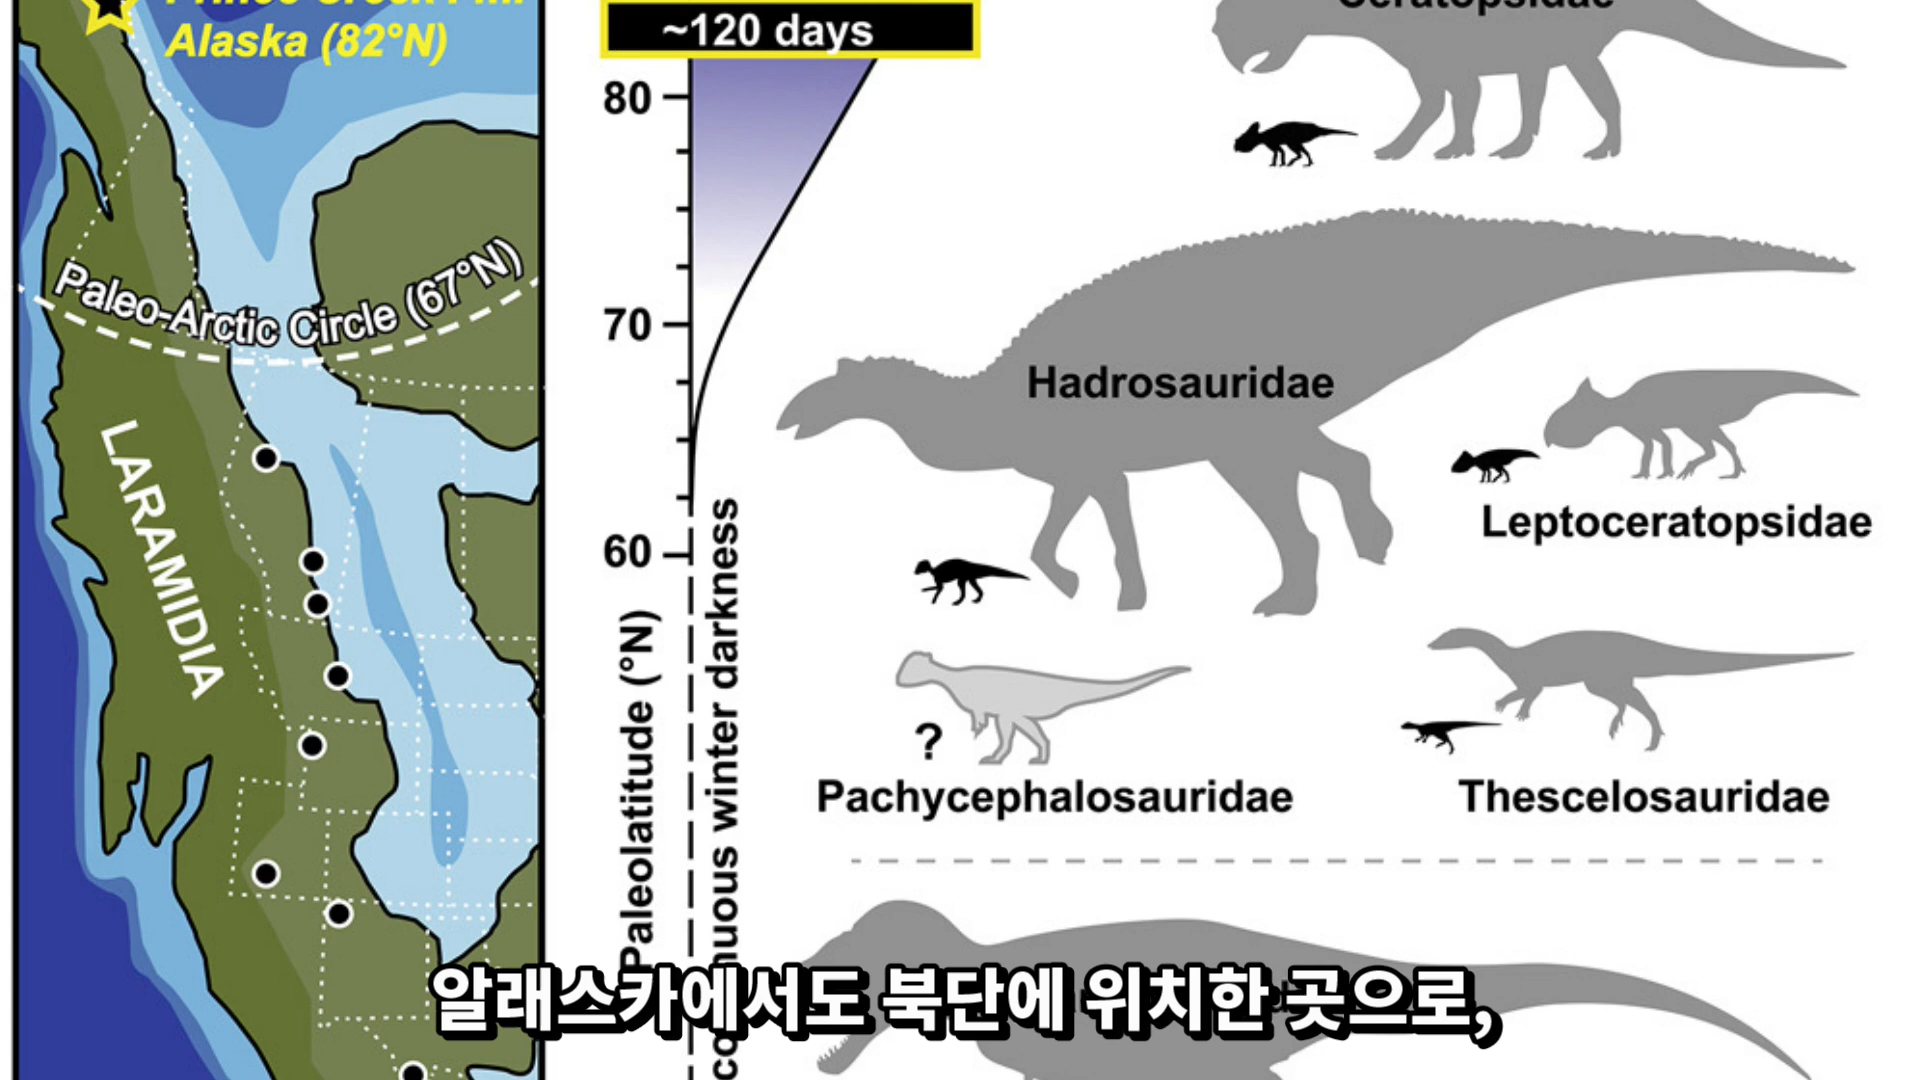 Alaska (82°N)
Paleo-Arctic Circle (67°N)
LARAMIDIA
~120 days
80
70
60
Paleolatitude (°N)
winter darkness
Ceratopsidae
Hadrosauridae
Leptoceratopsidae
?
Pachycephalosauridae
Thescelosauridae
알래스카에서도 북단에 위치한 곳으로,